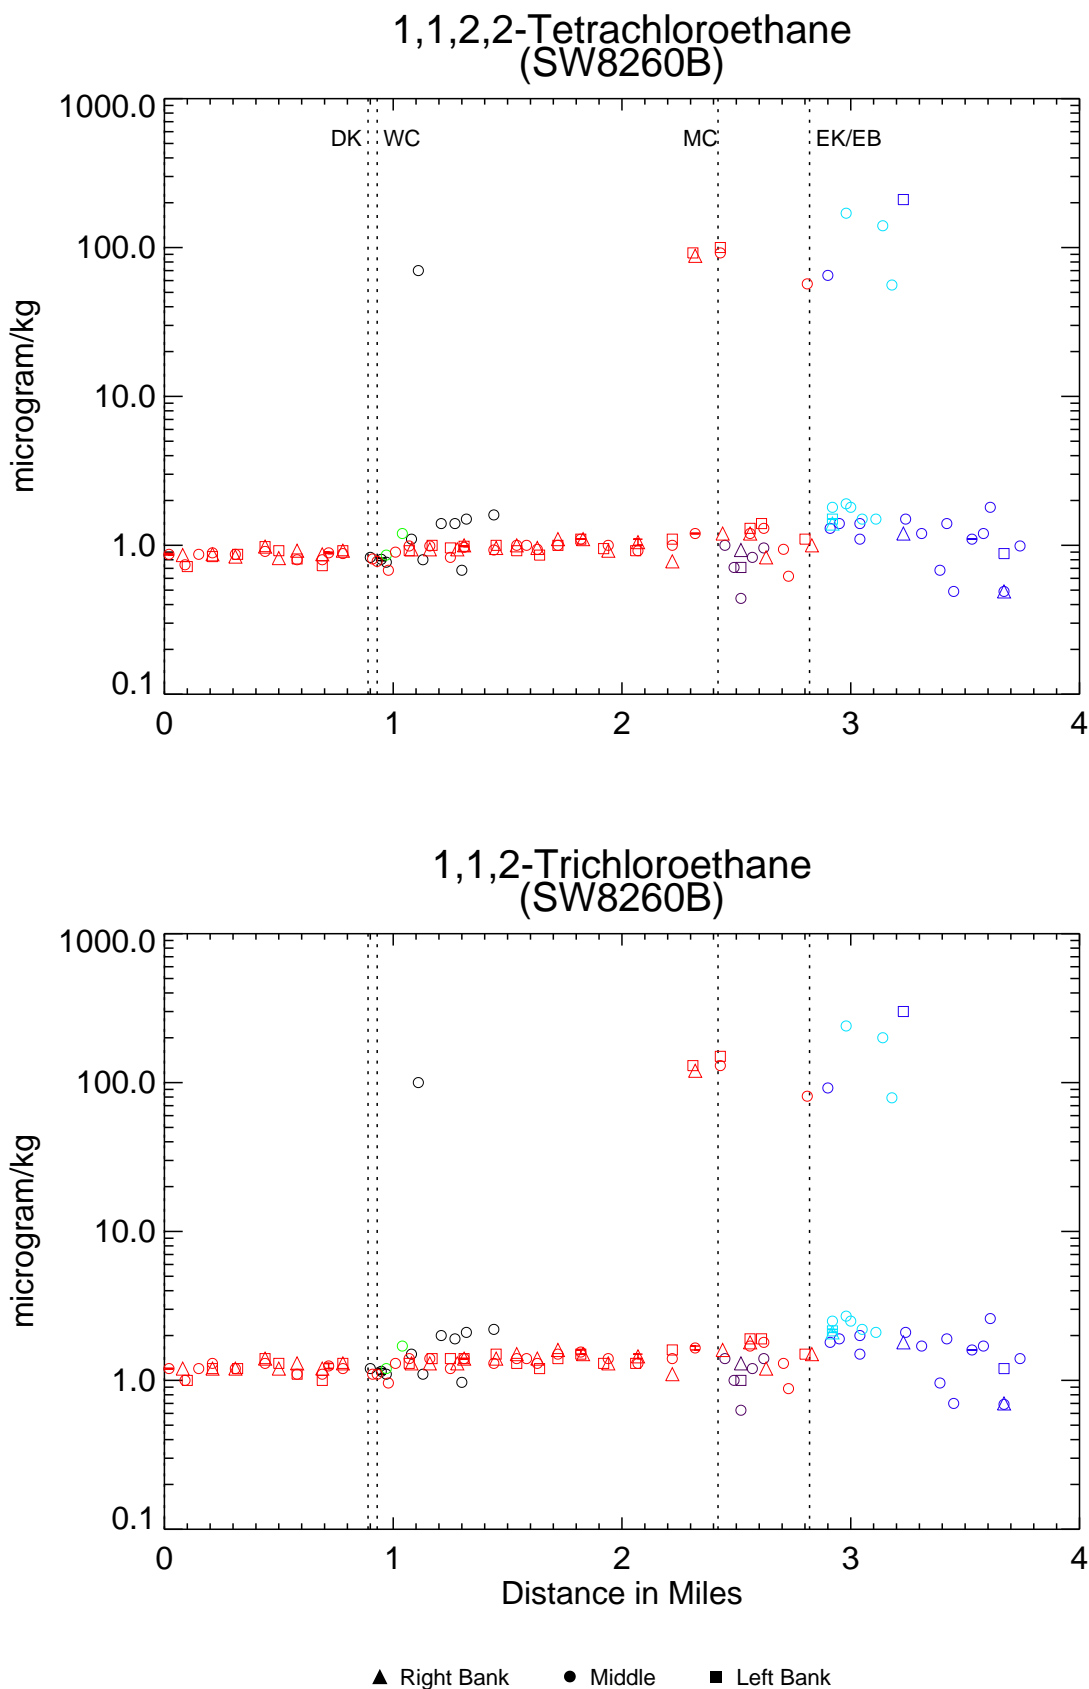 1,1,2,2-Tetrachloroethane
(SW8260B)
1000.0
100.0
10.0
1.0
0.1
microgram/kg
DK WC MC EK/EB
0 1 2 3 4
1,1,2-Trichloroethane
(SW8260B)
1000.0
100.0
10.0
1.0
0.1
microgram/kg
0 1 2 3 4
Distance in Miles
Right Bank Middle Left Bank